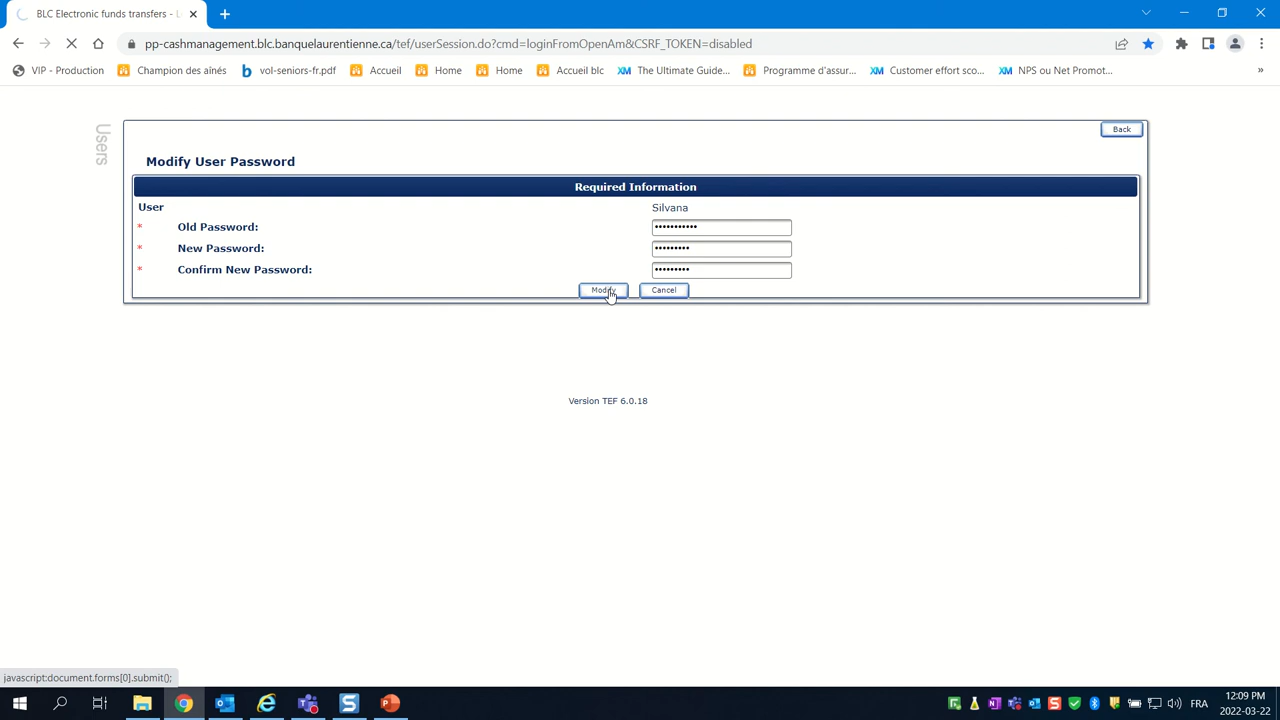 BLC Electronic funds transfers - L
pp-cashmanagement.blc.banquelaurentienne.ca/tef/userSession.do?cmd=loginFromOpenAm&CSRF_TOKEN=disabled
VIP - Production
Champion des aînés
vol-seniors-fr.pdf
Accueil
Home
Home
Accueil blc
The Ultimate Guide...
Programme d'assur...
Customer effort sco...
NPS ou Net Promot...
»
Users
Back
Modify User Password
Required Information
User Silvana
* Old Password: •••••••••••
* New Password: •••••••••
* Confirm New Password: •••••••••
Modify Cancel
Version TEF 6.0.18
javascript:document.forms[0].submit();
FRA
12:09 PM
2022-03-22